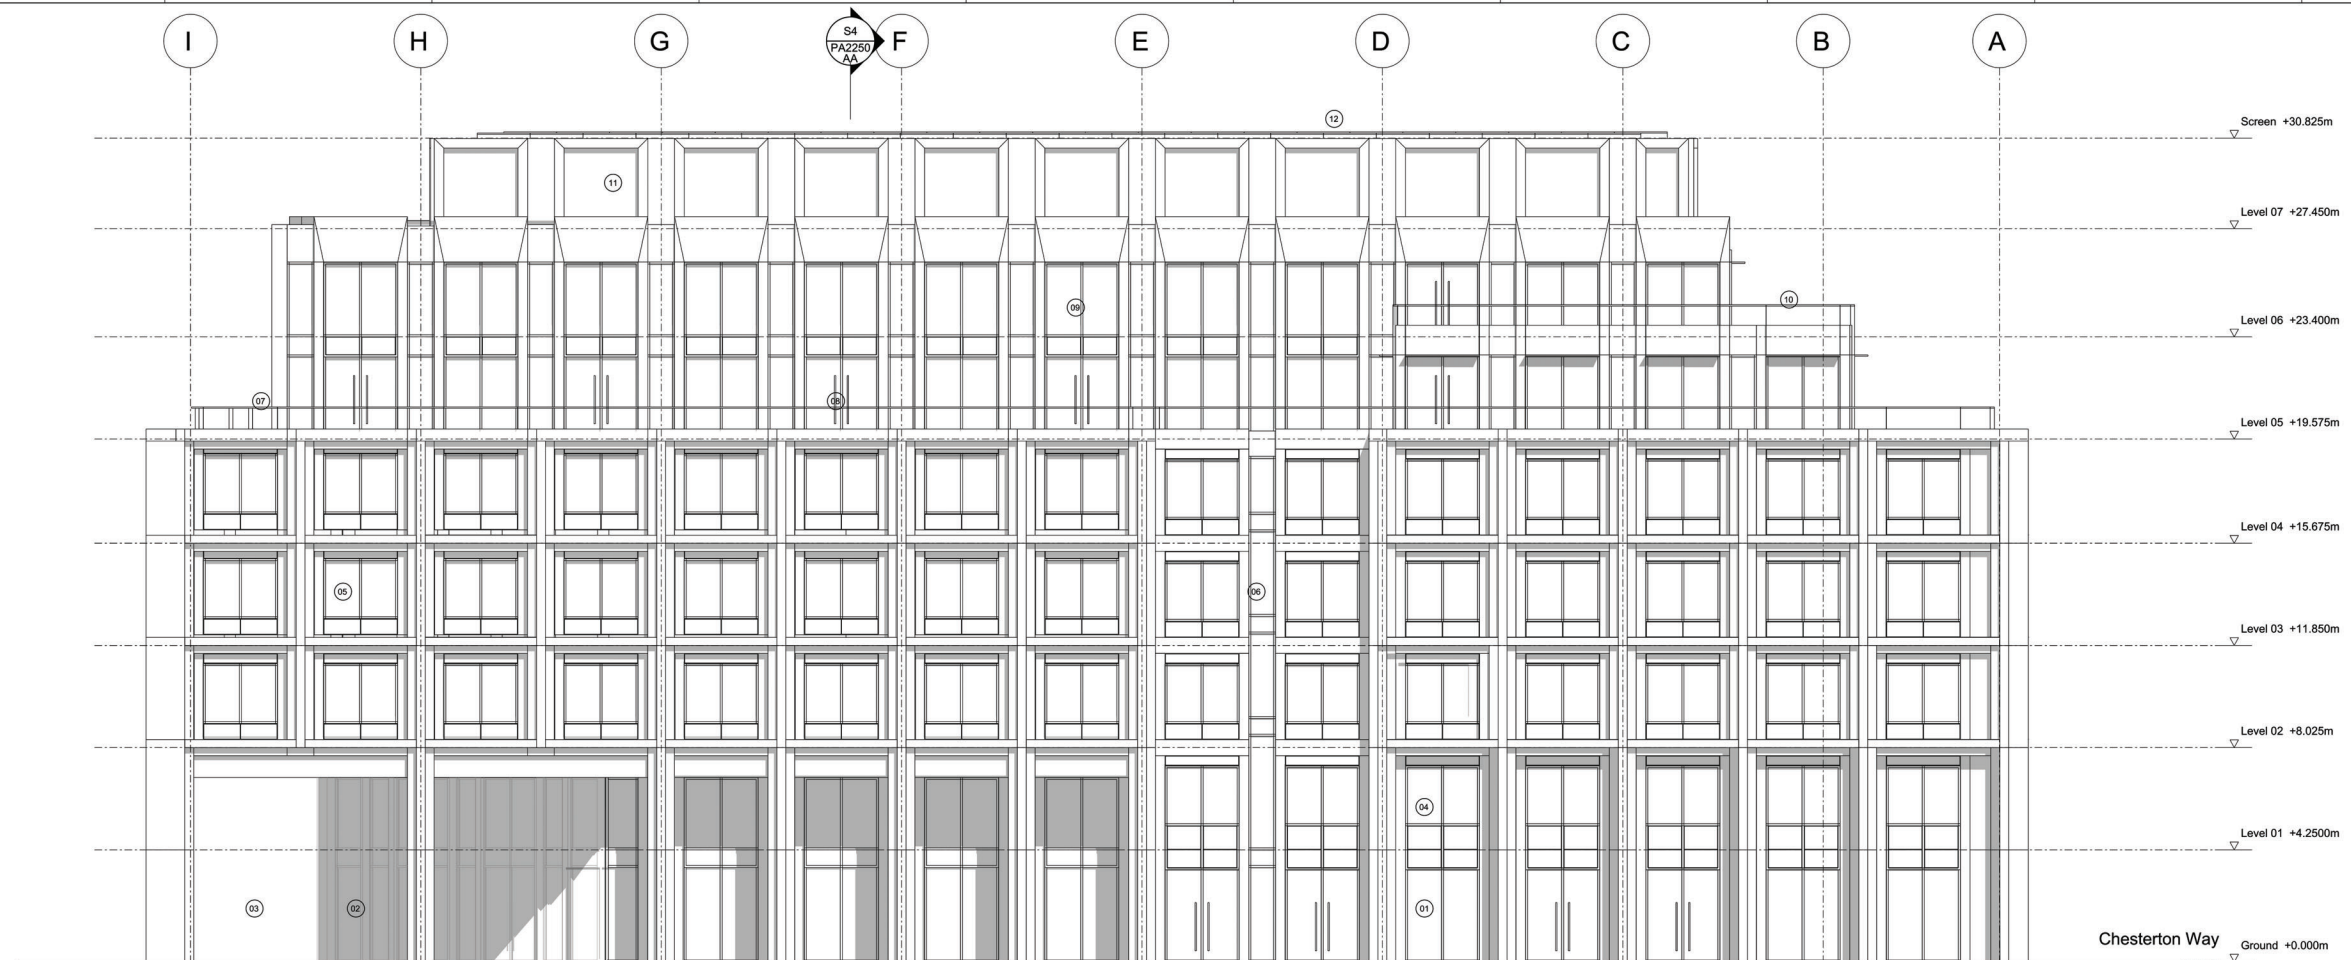 I H G S4 F E D C B A
PA2250
AA
12
Screen +30.825m
11
Level 07 +27.450m
10
09
Level 06 +23.400m
07
08
Level 05 +19.575m
Level 04 +15.675m
05
06
Level 03 +11.850m
Level 02 +8.025m
04
Level 01 +4.2500m
03
02
01
Chesterton Way
Ground +0.000m